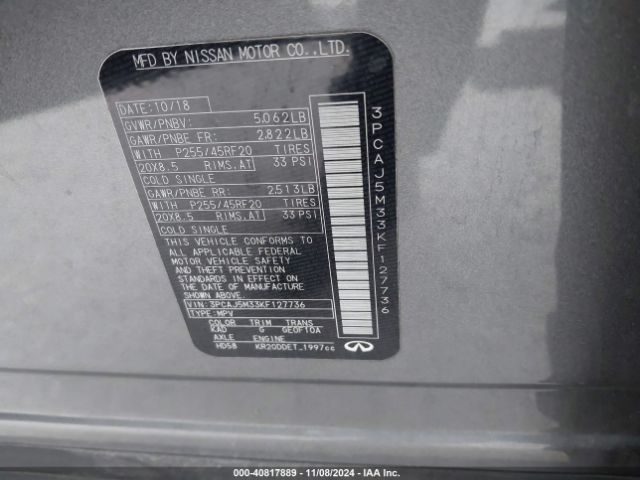 MFD BY NISSAN MOTOR CO.,LTD.
DATE:10/18
GVWR/PNBV: 5,062LB
GAWR/PNBE FR: 2,822LB
WITH P255/45RF20 TIRES
20X8.5 RIMS,AT 33 PSI
COLD SINGLE
GAWR/PNBE RR: 2,513LB
WITH P255/45RF20 TIRES
20X8.5 RIMS,AT 33 PSI
COLD SINGLE
THIS VEHICLE CONFORMS TO
ALL APPLICABLE FEDERAL
MOTOR VEHICLE SAFETY
AND THEFT PREVENTION
STANDARDS IN EFFECT ON
THE DATE OF MANUFACTURE
SHOWN ABOVE.
VIN:3PCAJ5M33KF127736
TYPE:MPV
COLOR TRIM TRANS
KAD G GE0F10A
AXLE ENGINE
HD58 KR20DDET 1997cc
3PCAJ5M33KF127736
000-40817889 - 11/08/2024 - IAA Inc.